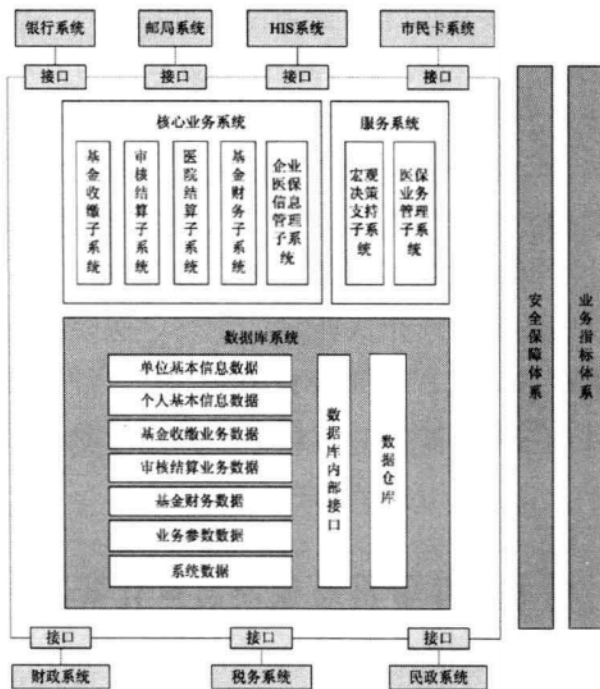 银行系统
邮局系统
HIS系统
市民卡系统
接口
接口
接口
接口
核心业务系统
基金收缴子系统
审核结算子系统
医院结算子系统
基金财务子系统
企业医保信息管理子系统
服务系统
宏观决策支持子系统
医保业务管理子系统
数据库系统
单位基本信息数据
个人基本信息数据
基金收缴业务数据
审核结算业务数据
基金财务数据
业务参数数据
系统数据
数据库内部接口
数据仓库
安全保障体系
业务指标体系
接口
接口
接口
财政系统
税务系统
民政系统